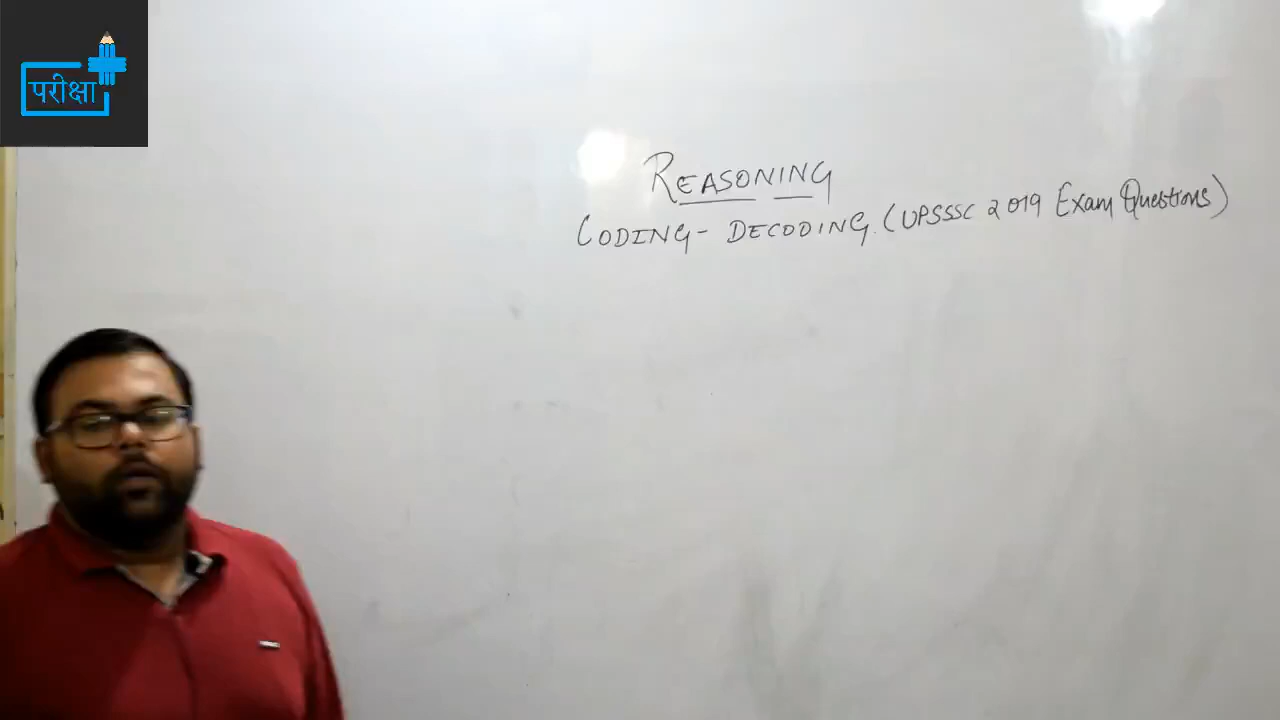 परीक्षा
REASONING
CODING- DECODING. (UPSSSC 2019 Exam Questions)